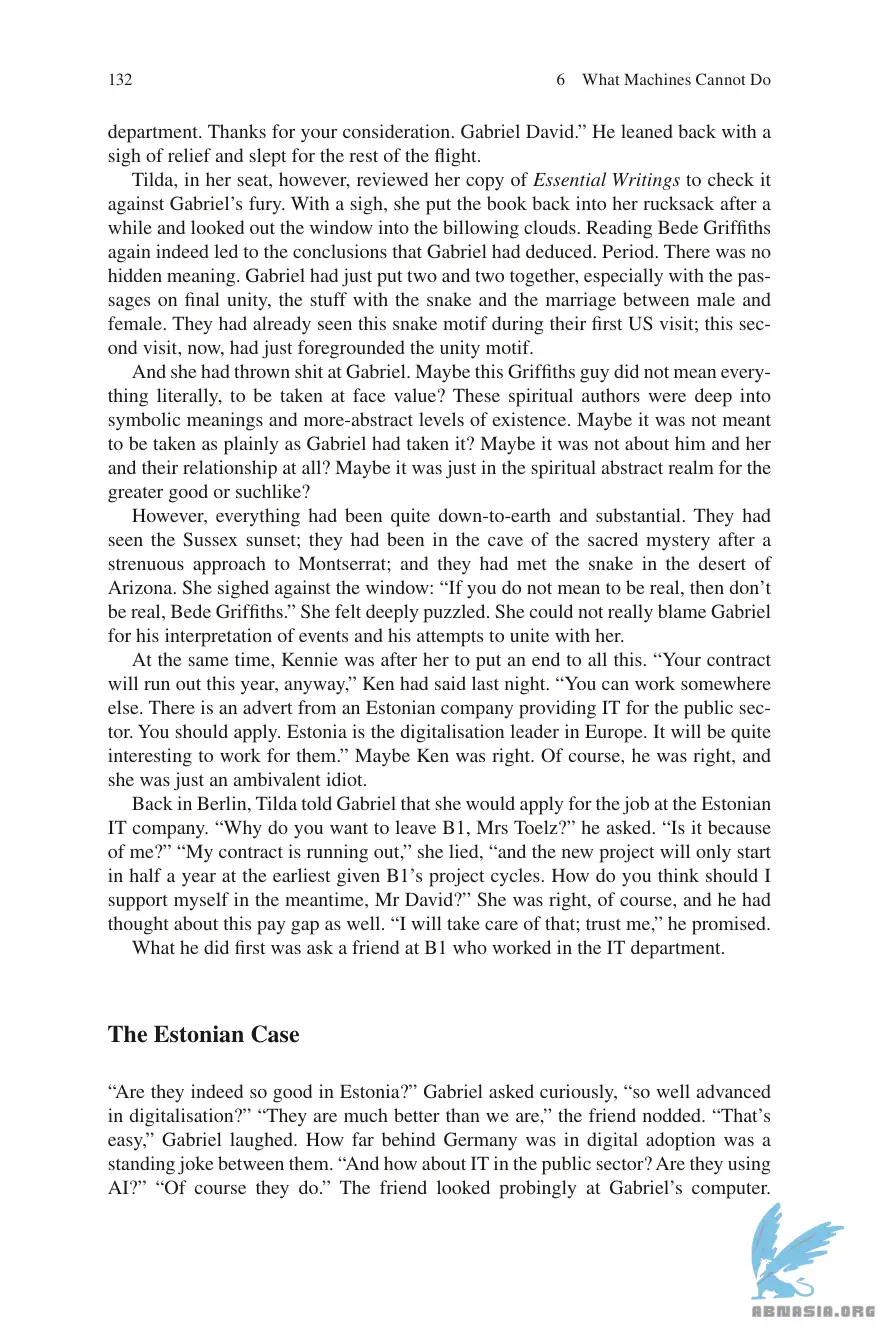 132
6 What Machines Cannot Do
department. Thanks for your consideration. Gabriel David.” He leaned back with a
sigh of relief and slept for the rest of the flight.
Tilda, in her seat, however, reviewed her copy of Essential Writings to check it
against Gabriel’s fury. With a sigh, she put the book back into her rucksack after a
while and looked out the window into the billowing clouds. Reading Bede Griffiths
again indeed led to the conclusions that Gabriel had deduced. Period. There was no
hidden meaning. Gabriel had just put two and two together, especially with the pas-
sages on final unity, the stuff with the snake and the marriage between male and
female. They had already seen this snake motif during their first US visit; this sec-
ond visit, now, had just foregrounded the unity motif.
And she had thrown shit at Gabriel. Maybe this Griffiths guy did not mean every-
thing literally, to be taken at face value? These spiritual authors were deep into
symbolic meanings and more-abstract levels of existence. Maybe it was not meant
to be taken as plainly as Gabriel had taken it? Maybe it was not about him and her
and their relationship at all? Maybe it was just in the spiritual abstract realm for the
greater good or suchlike?
However, everything had been quite down-to-earth and substantial. They had
seen the Sussex sunset; they had been in the cave of the sacred mystery after a
strenuous approach to Montserrat; and they had met the snake in the desert of
Arizona. She sighed against the window: “If you do not mean to be real, then don’t
be real, Bede Griffiths.” She felt deeply puzzled. She could not really blame Gabriel
for his interpretation of events and his attempts to unite with her.
At the same time, Kennie was after her to put an end to all this. “Your contract
will run out this year, anyway,” Ken had said last night. “You can work somewhere
else. There is an advert from an Estonian company providing IT for the public sec-
tor. You should apply. Estonia is the digitalisation leader in Europe. It will be quite
interesting to work for them.” Maybe Ken was right. Of course, he was right, and
she was just an ambivalent idiot.
Back in Berlin, Tilda told Gabriel that she would apply for the job at the Estonian
IT company. “Why do you want to leave B1, Mrs Toelz?” he asked. “Is it because
of me?” “My contract is running out,” she lied, “and the new project will only start
in half a year at the earliest given B1’s project cycles. How do you think should I
support myself in the meantime, Mr David?” She was right, of course, and he had
thought about this pay gap as well. “I will take care of that; trust me,” he promised.
What he did first was ask a friend at B1 who worked in the IT department.
The Estonian Case
“Are they indeed so good in Estonia?” Gabriel asked curiously, “so well advanced
in digitalisation?” “They are much better than we are,” the friend nodded. “That’s
easy,” Gabriel laughed. How far behind Germany was in digital adoption was a
standing joke between them. “And how about IT in the public sector? Are they using
AI?” “Of course they do.” The friend looked probingly at Gabriel’s computer.
ABNASIA.ORG